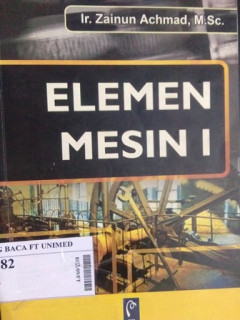 Ir. Zainun Achmad, M.Sc.
ELEMEN
MESIN I
G BACA FT UNIMED
82